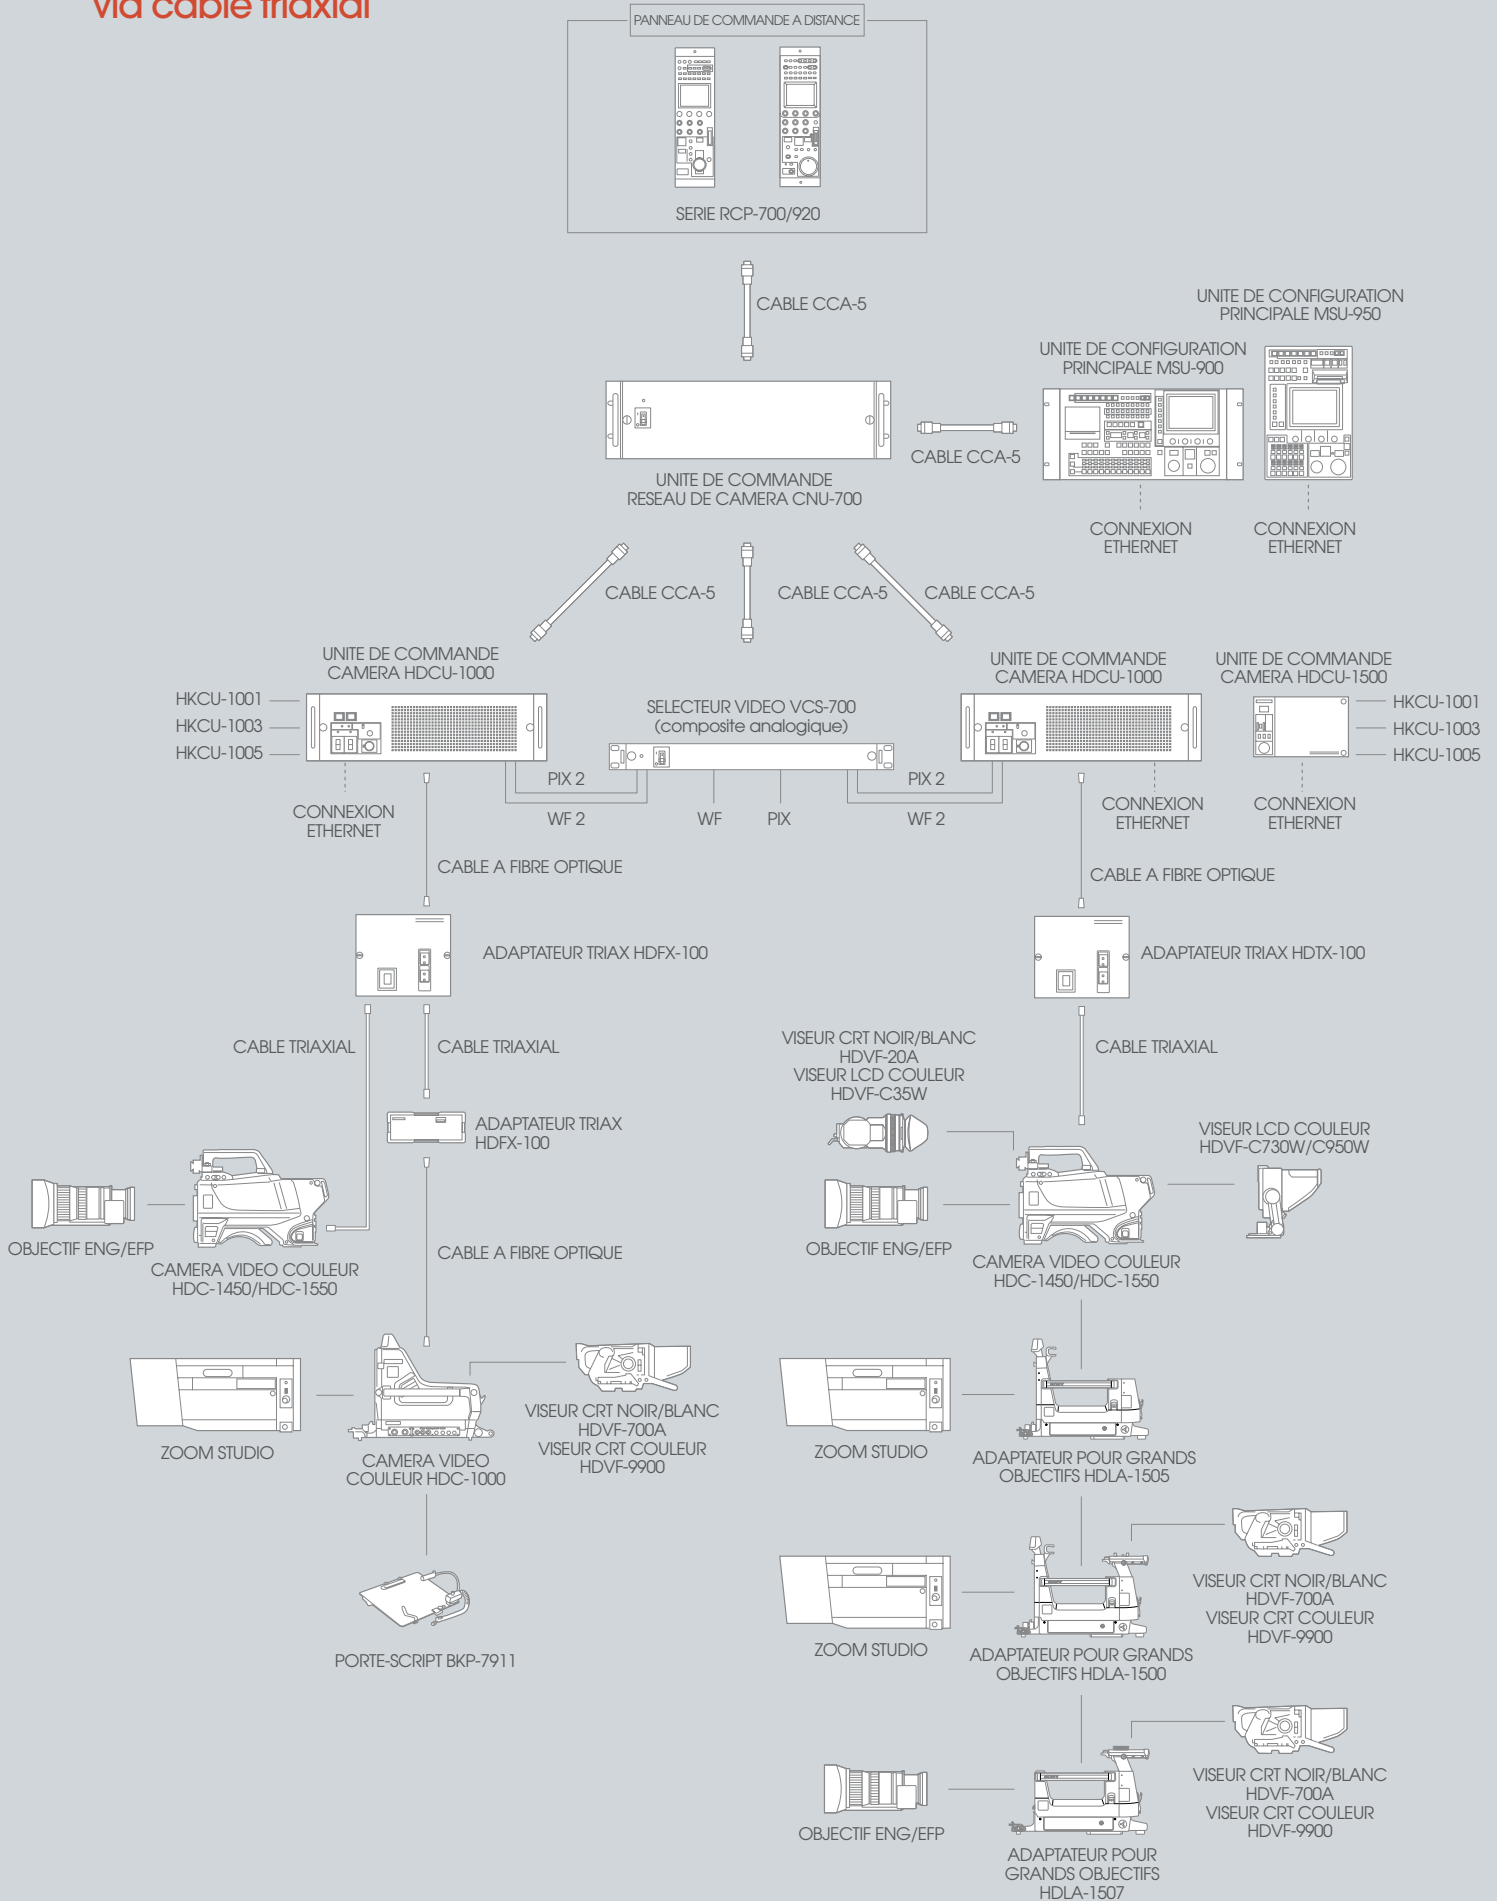 via câble triaxial
PANNEAU DE COMMANDE A DISTANCE
SERIE RCP-700/920
CABLE CCA-5
UNITE DE CONFIGURATION
PRINCIPALE MSU-950
UNITE DE CONFIGURATION
PRINCIPALE MSU-900
CABLE CCA-5
UNITE DE COMMANDE
RESEAU DE CAMERA CNU-700
CONNEXION
ETHERNET
CONNEXION
ETHERNET
CABLE CCA-5
CABLE CCA-5
CABLE CCA-5
UNITE DE COMMANDE
CAMERA HDCU-1000
UNITE DE COMMANDE
CAMERA HDCU-1000
UNITE DE COMMANDE
CAMERA HDCU-1500
HKCU-1001
HKCU-1003
HKCU-1005
SELECTEUR VIDEO VCS-700
(composite analogique)
HKCU-1001
HKCU-1003
HKCU-1005
PIX 2
PIX 2
WF 2
WF
PIX
WF 2
CONNEXION
ETHERNET
CONNEXION
ETHERNET
CONNEXION
ETHERNET
CABLE A FIBRE OPTIQUE
CABLE A FIBRE OPTIQUE
ADAPTATEUR TRIAX HDFX-100
ADAPTATEUR TRIAX HDTX-100
CABLE TRIAXIAL
CABLE TRIAXIAL
VISEUR CRT NOIR/BLANC
HDVF-20A
VISEUR LCD COULEUR
HDVF-C35W
CABLE TRIAXIAL
ADAPTATEUR TRIAX
HDFX-100
VISEUR LCD COULEUR
HDVF-C730W/C950W
OBJECTIF ENG/EFP
CAMERA VIDEO COULEUR
HDC-1450/HDC-1550
CABLE A FIBRE OPTIQUE
OBJECTIF ENG/EFP
CAMERA VIDEO COULEUR
HDC-1450/HDC-1550
ZOOM STUDIO
CAMERA VIDEO
COULEUR HDC-1000
VISEUR CRT NOIR/BLANC
HDVF-700A
VISEUR CRT COULEUR
HDVF-9900
ZOOM STUDIO
ADAPTATEUR POUR GRANDS
OBJECTIFS HDLA-1505
PORTE-SCRIPT BKP-7911
ZOOM STUDIO
ADAPTATEUR POUR GRANDS
OBJECTIFS HDLA-1500
VISEUR CRT NOIR/BLANC
HDVF-700A
VISEUR CRT COULEUR
HDVF-9900
OBJECTIF ENG/EFP
ADAPTATEUR POUR
GRANDS OBJECTIFS
HDLA-1507
VISEUR CRT NOIR/BLANC
HDVF-700A
VISEUR CRT COULEUR
HDVF-9900